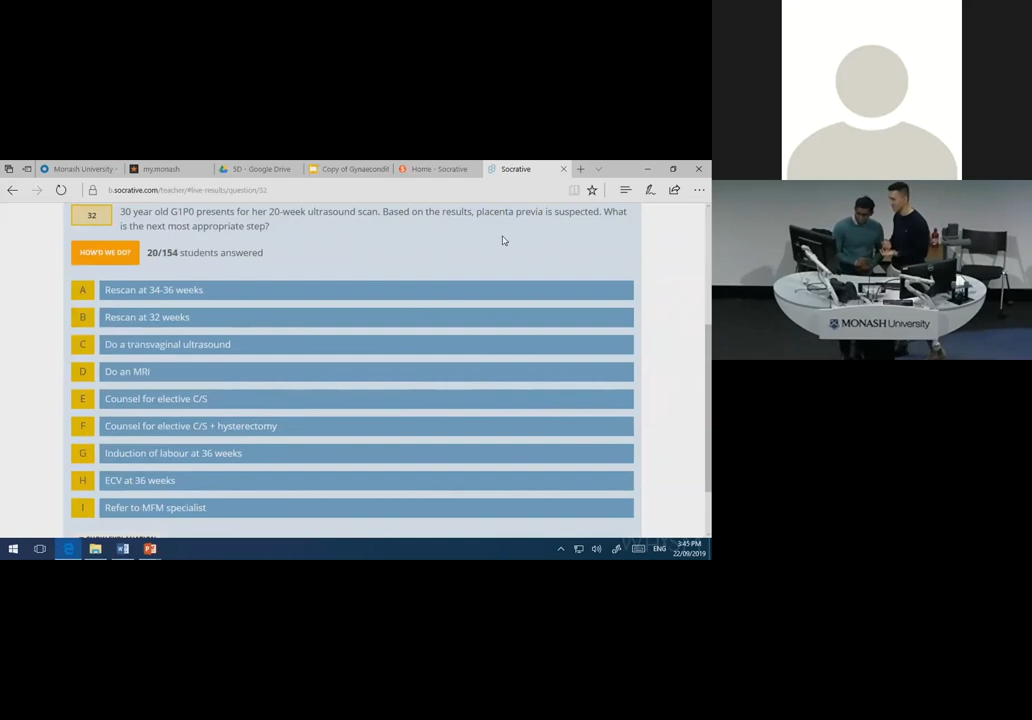 Monash University -
my.monash
5D - Google Drive
Copy of Gynaecondit
Home - Socrative
Socrative
b.socrative.com/teacher/#live-results/question/32
32
30 year old G1P0 presents for her 20-week ultrasound scan. Based on the results, placenta previa is suspected. What
is the next most appropriate step?
HOW'D WE DO?
20/154 students answered
A Rescan at 34-36 weeks
B Rescan at 32 weeks
C Do a transvaginal ultrasound
D Do an MRI
E Counsel for elective C/S
F Counsel for elective C/S + hysterectomy
G Induction of labour at 36 weeks
H ECV at 36 weeks
I Refer to MFM specialist
ENG
3:45 PM
22/09/2019
MONASH University